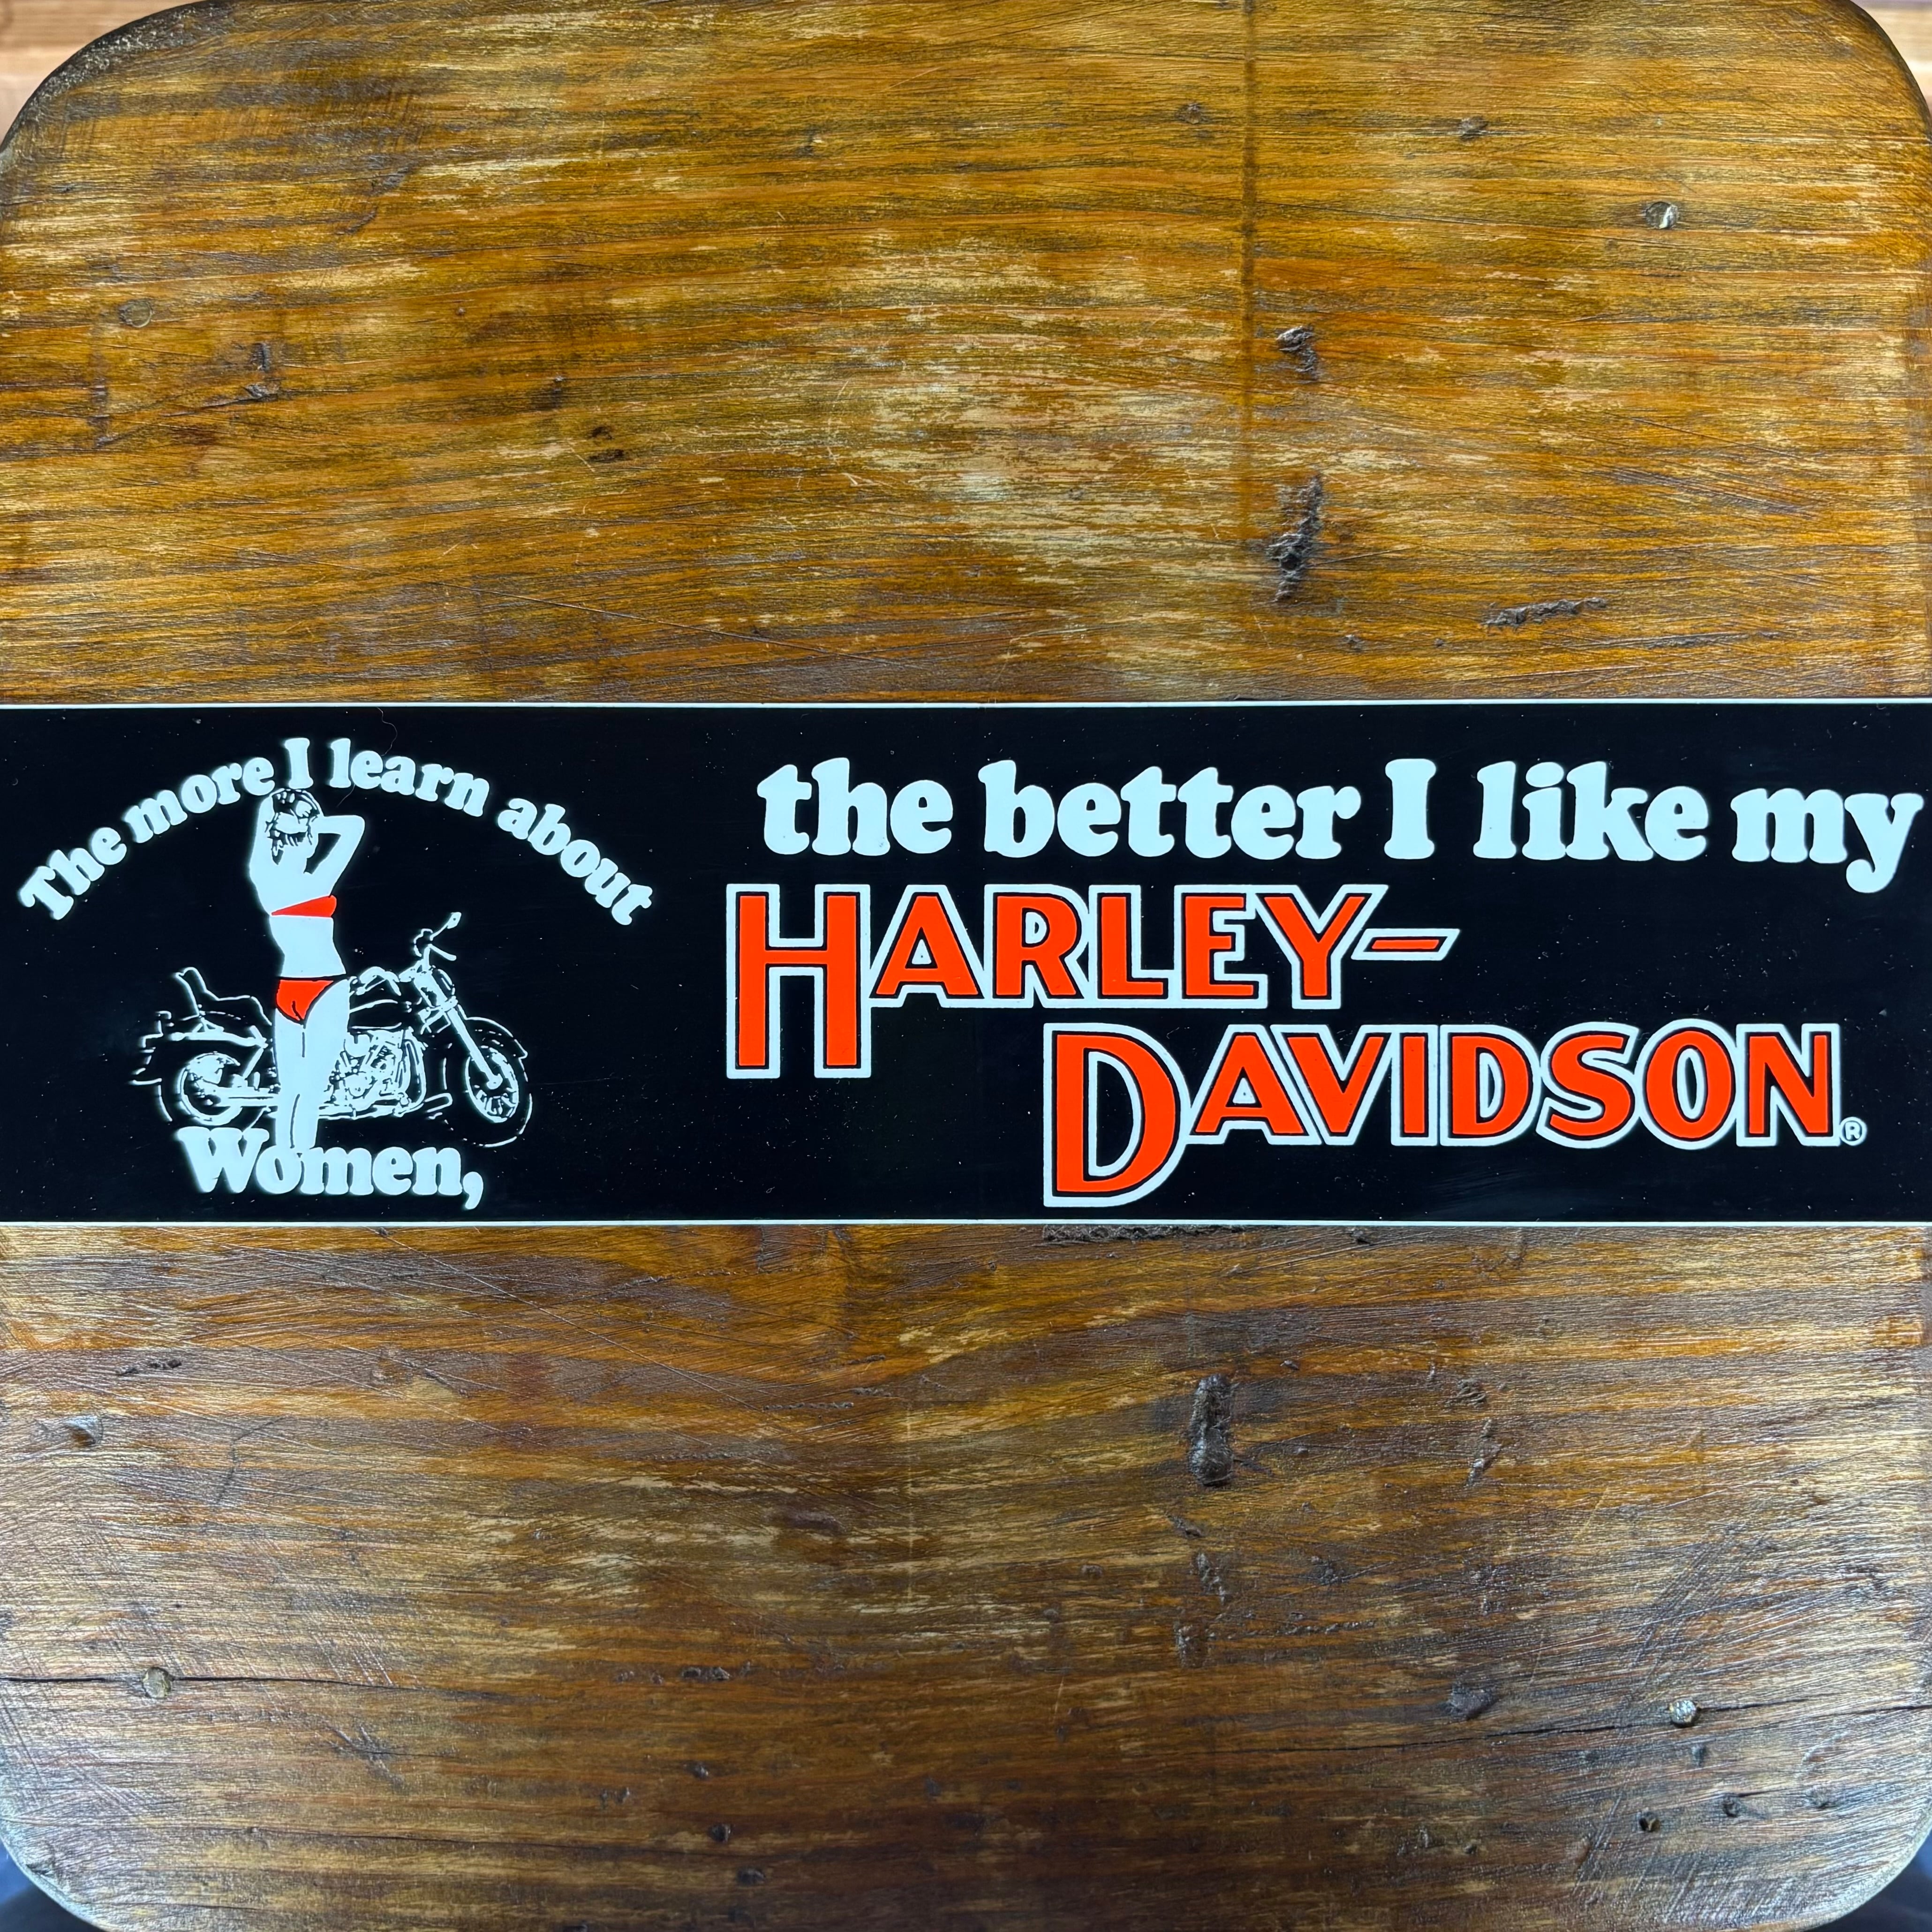 The more I learn about
Women,
the better I like my
HARLEY-
DAVIDSON®